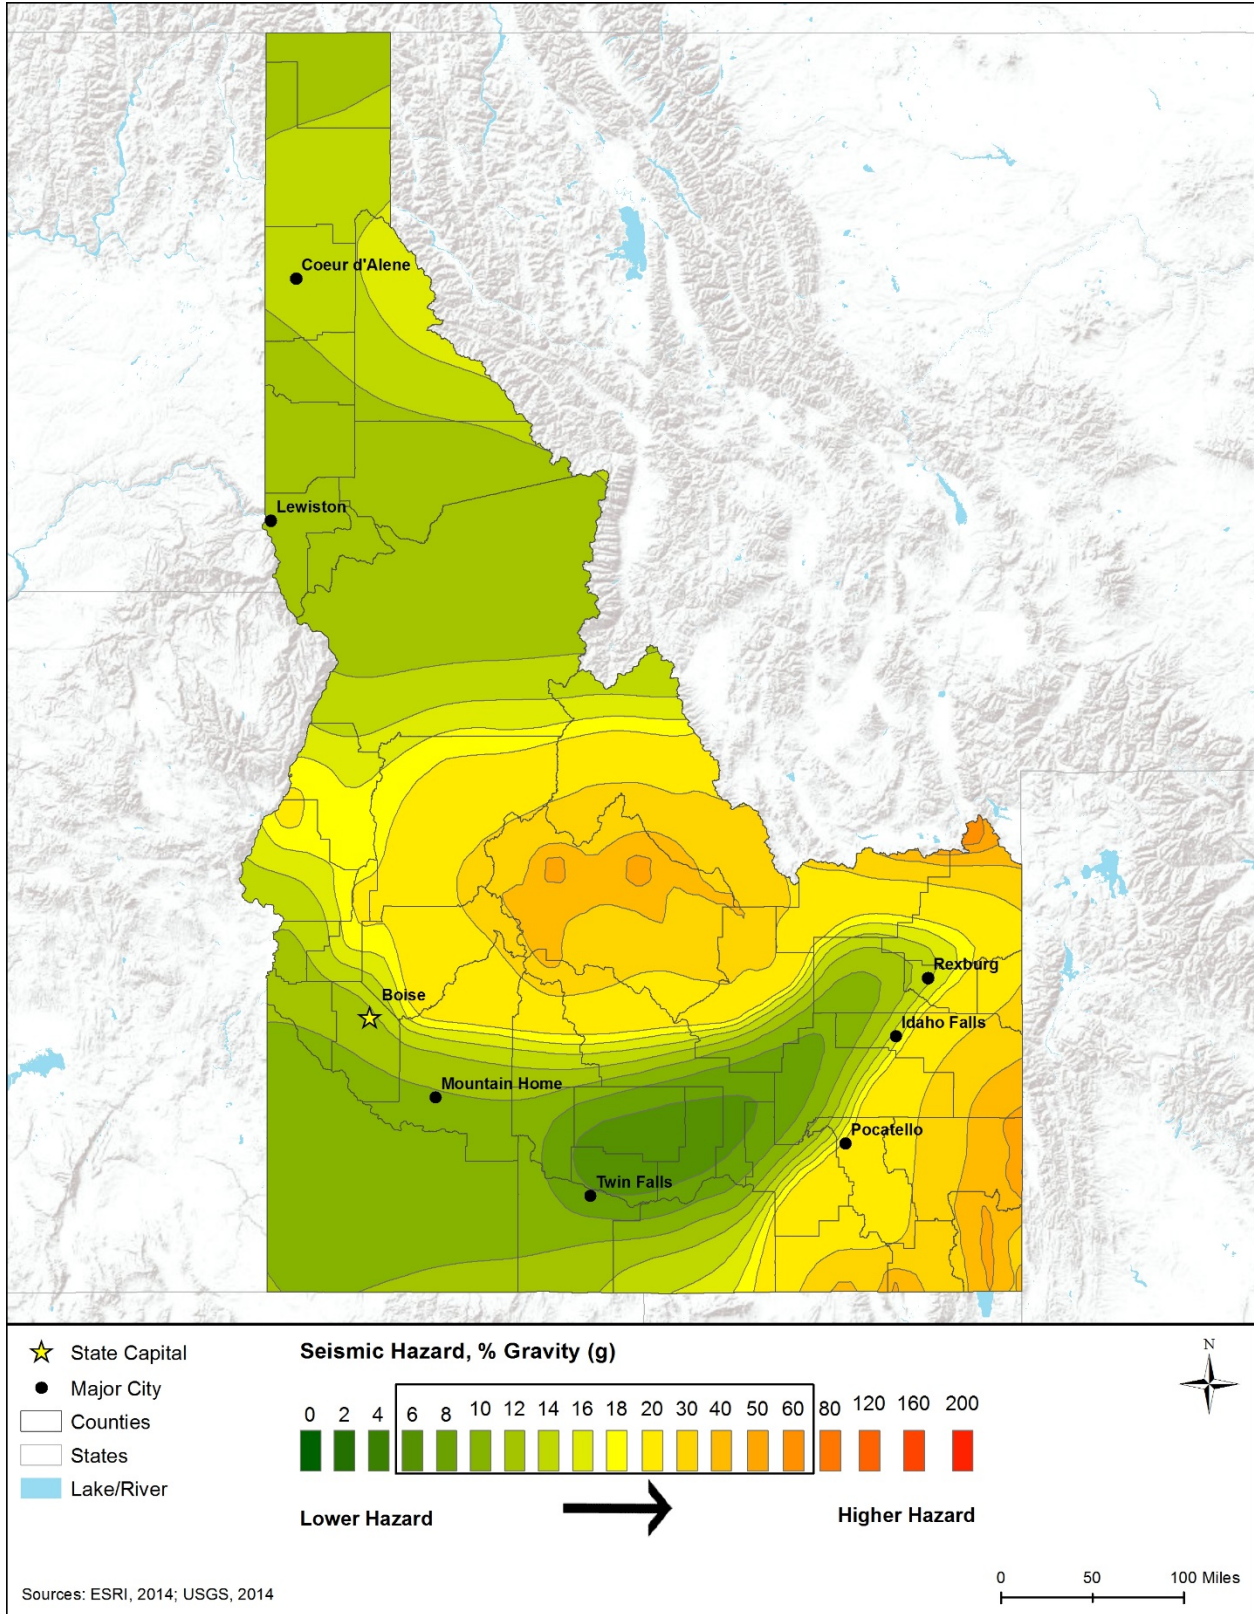 Coeur d'Alene
Lewiston
Rexburg
Boise
Idaho Falls
Mountain Home
Pocatello
Twin Falls
State Capital
Major City
Counties
States
Lake/River
Seismic Hazard, % Gravity (g)
0 2 4 6 8 10 12 14 16 18 20 30 40 50 60 80 120 160 200
Lower Hazard
Higher Hazard
N
Sources: ESRI, 2014; USGS, 2014
0 50 100 Miles